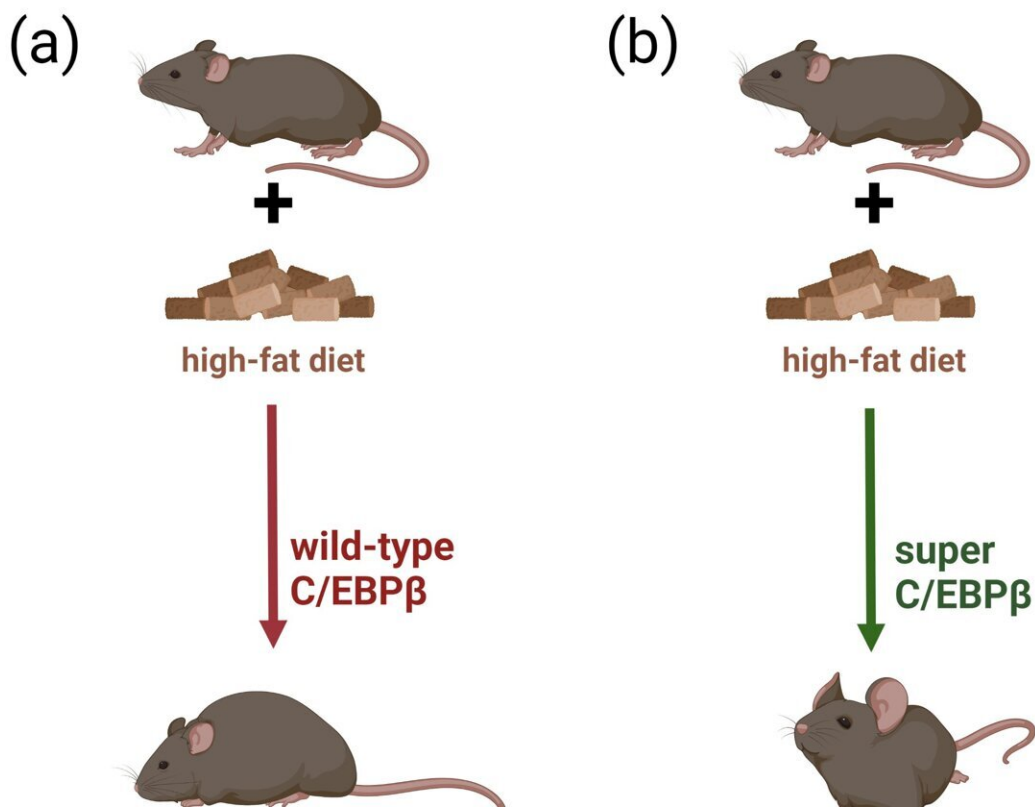 (a)
(b)
+
+
high-fat diet
high-fat diet
wild-type
C/EBPβ
super
C/EBPβ